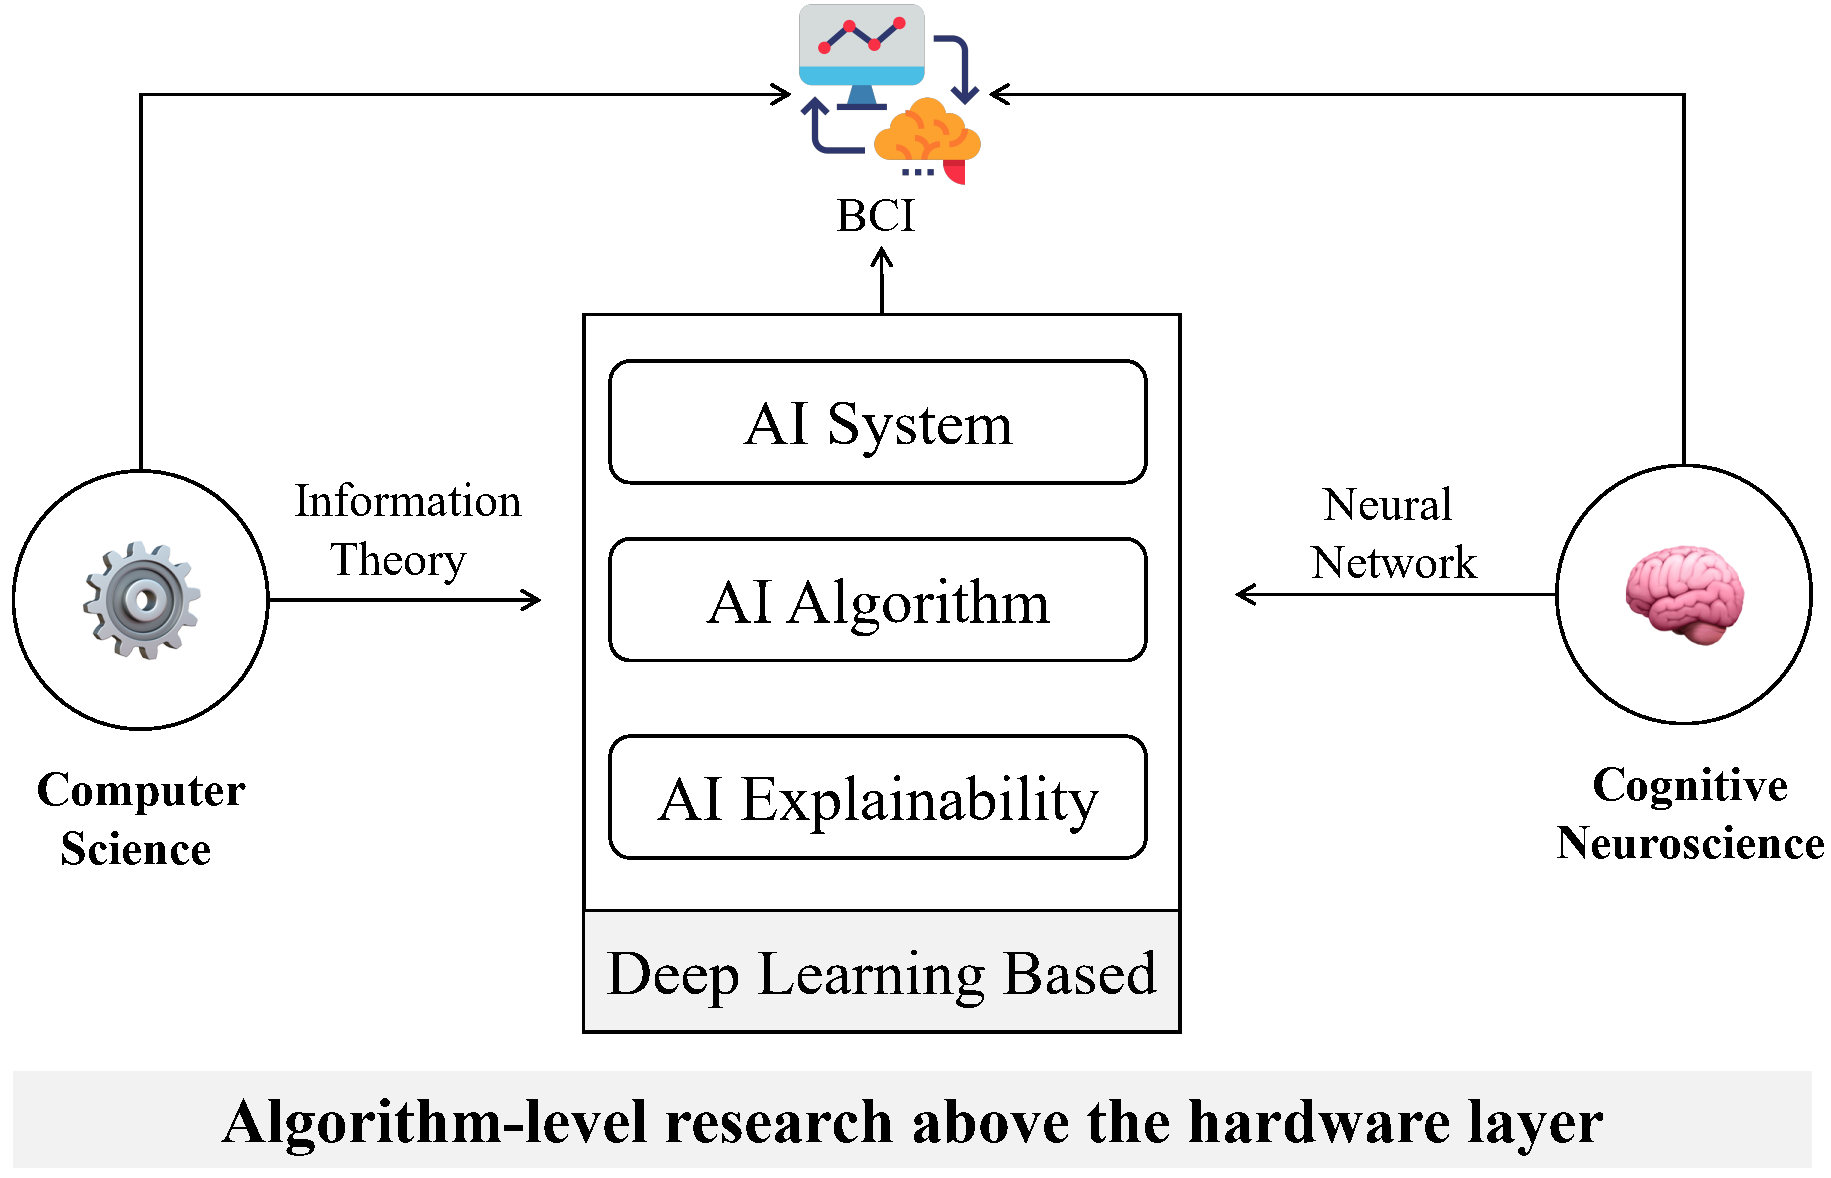 BCI
AI System
Information
Theory
Neural
Network
AI Algorithm
AI Explainability
Computer
Science
Cognitive
Neuroscience
Deep Learning Based
Algorithm-level research above the hardware layer